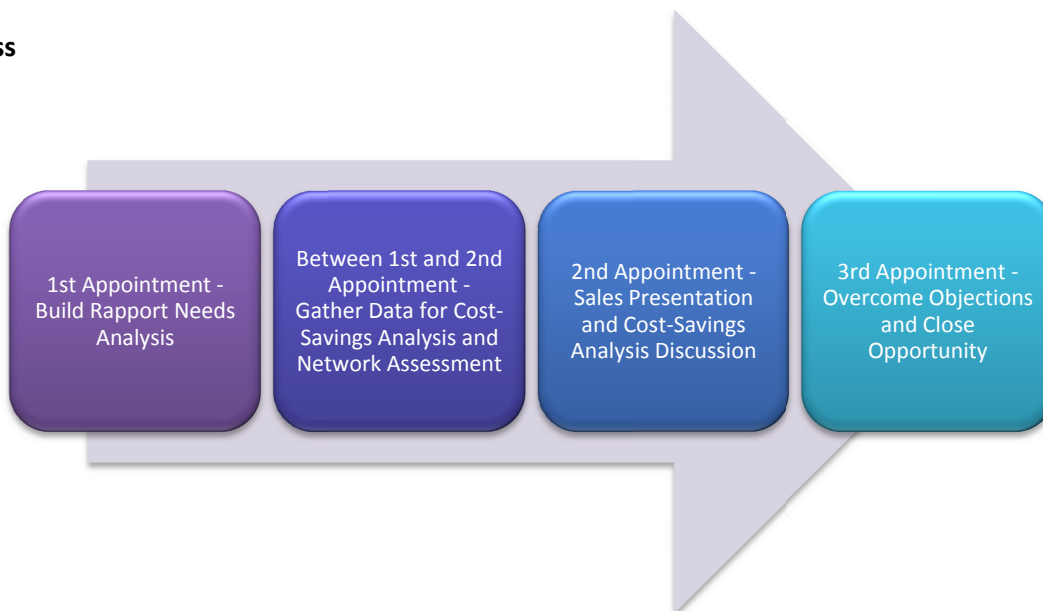 ss
1st Appointment -
Build Rapport Needs
Analysis
Between 1st and 2nd
Appointment -
Gather Data for Cost-
Savings Analysis and
Network Assessment
2nd Appointment -
Sales Presentation
and Cost-Savings
Analysis Discussion
3rd Appointment -
Overcome Objections
and Close
Opportunity